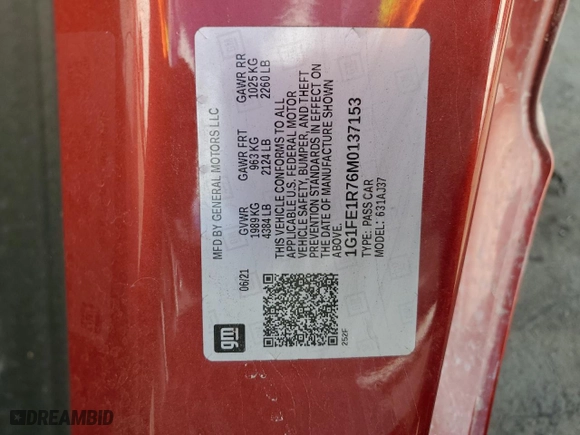 MFD BY GENERAL MOTORS LLC
06/21
GVWR GAWR FRT GAWR RR
1989 KG 963 KG 1025 KG
4384 LB 2124 LB 2260 LB
THIS VEHICLE CONFORMS TO ALL
APPLICABLE U.S. FEDERAL MOTOR
VEHICLE SAFETY, BUMPER, AND THEFT
PREVENTION STANDARDS IN EFFECT ON
THE DATE OF MANUFACTURE SHOWN
ABOVE.
1G1FE1R76M0137153
TYPE: PASS CAR
MODEL: 631AJ37
gm
252F
DREAMBID